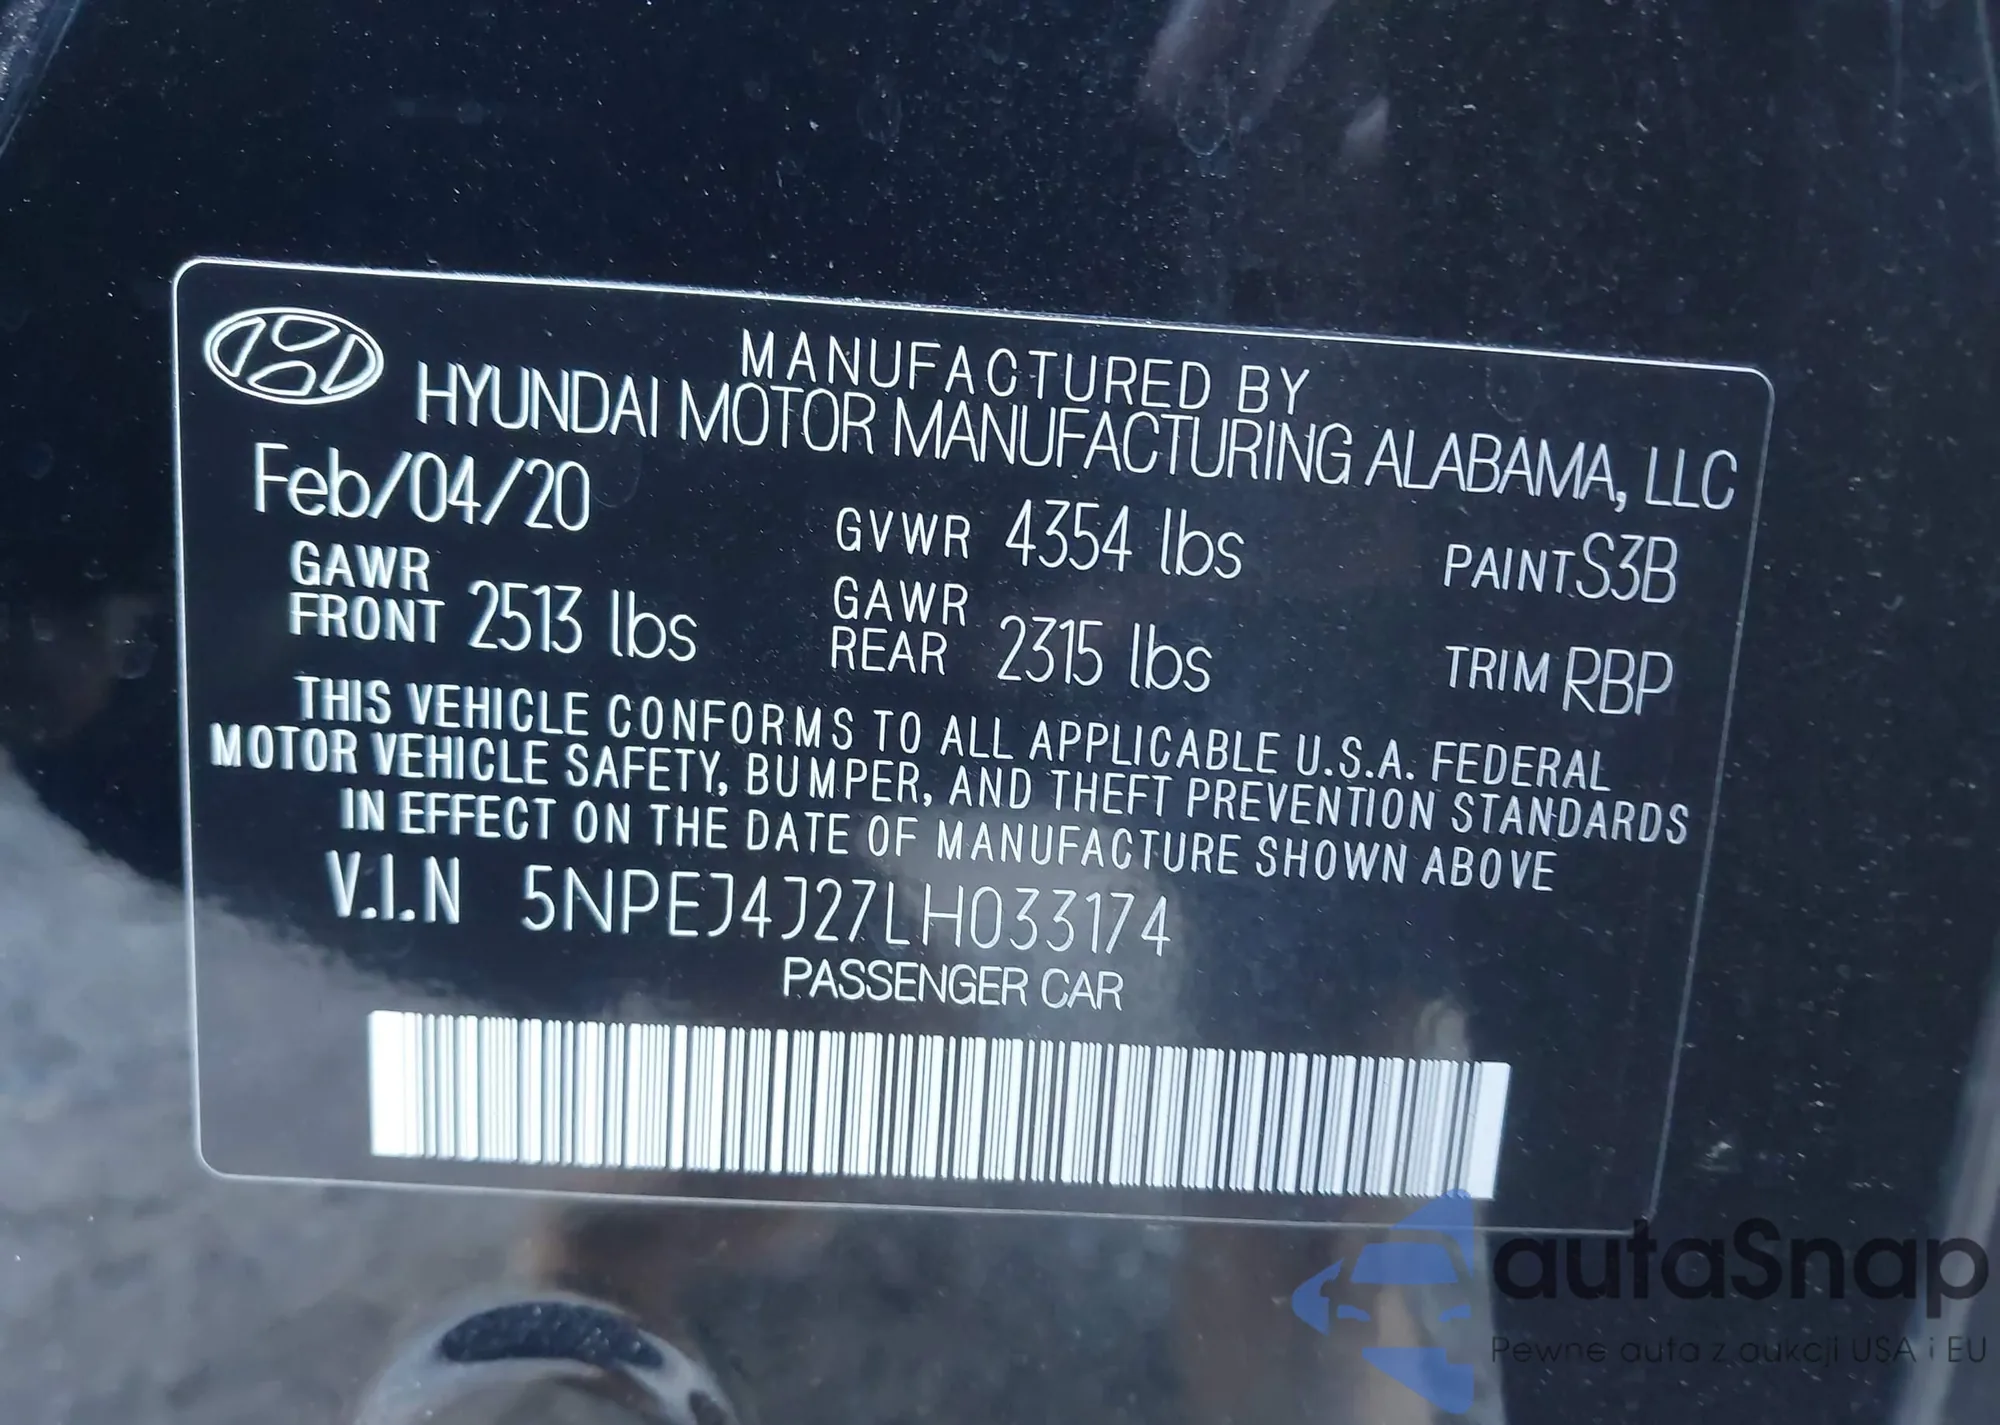 MANUFACTURED BY
HYUNDAI MOTOR MANUFACTURING ALABAMA, LLC
Feb/04/20
GVWR 4354 lbs
PAINT S3B
GAWR FRONT 2513 lbs
GAWR REAR 2315 lbs
TRIM RBP
THIS VEHICLE CONFORMS TO ALL APPLICABLE U.S.A. FEDERAL
MOTOR VEHICLE SAFETY, BUMPER, AND THEFT PREVENTION STANDARDS
IN EFFECT ON THE DATE OF MANUFACTURE SHOWN ABOVE
V.I.N 5NPEJ4J27LH033174
PASSENGER CAR
autaSnap
Pewne auta z aukcji USA i EU